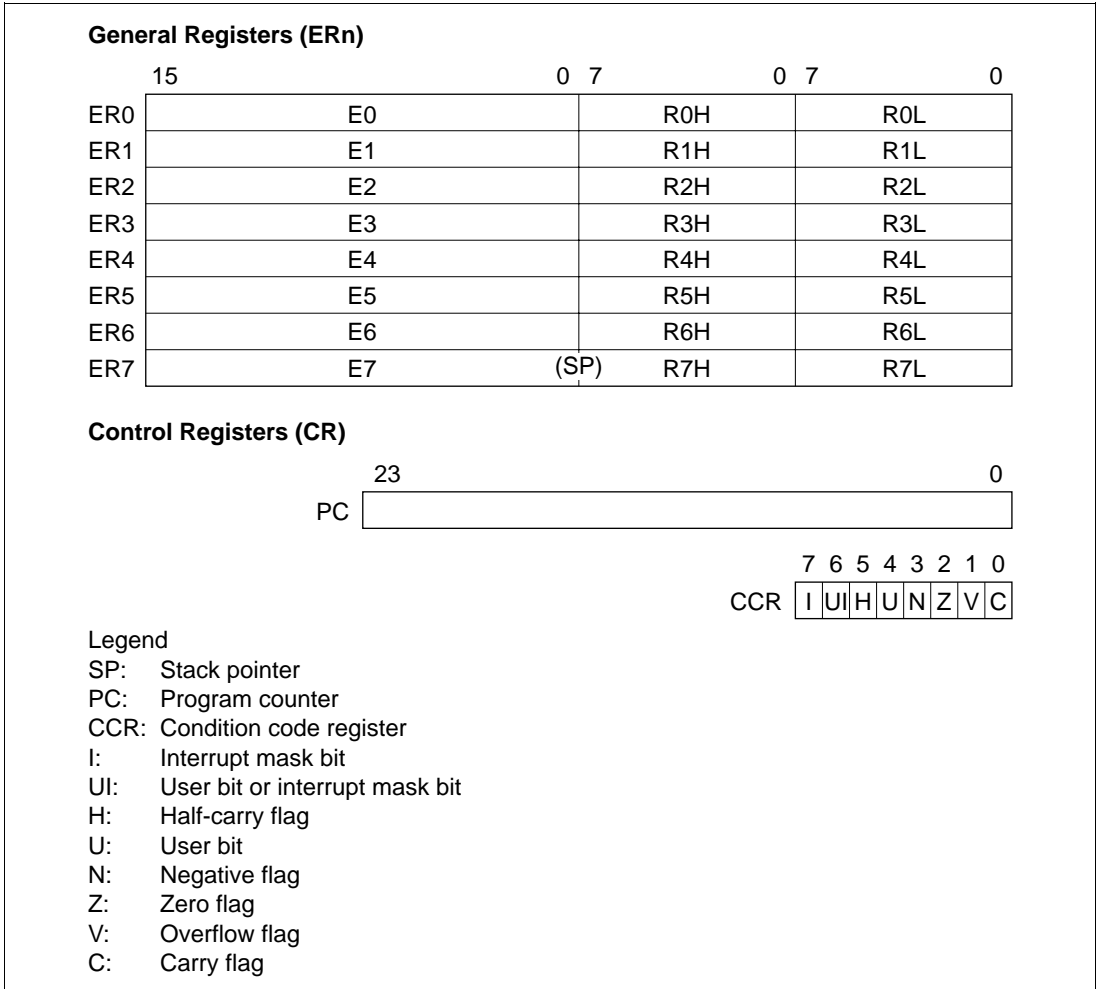 General Registers (ERn)
15 0 7 0 7 0
ER0 E0 R0H R0L
ER1 E1 R1H R1L
ER2 E2 R2H R2L
ER3 E3 R3H R3L
ER4 E4 R4H R4L
ER5 E5 R5H R5L
ER6 E6 R6H R6L
ER7 E7 (SP) R7H R7L
Control Registers (CR)
23 0
PC
7 6 5 4 3 2 1 0
CCR I UI H U N Z V C
Legend
SP: Stack pointer
PC: Program counter
CCR: Condition code register
I: Interrupt mask bit
UI: User bit or interrupt mask bit
H: Half-carry flag
U: User bit
N: Negative flag
Z: Zero flag
V: Overflow flag
C: Carry flag